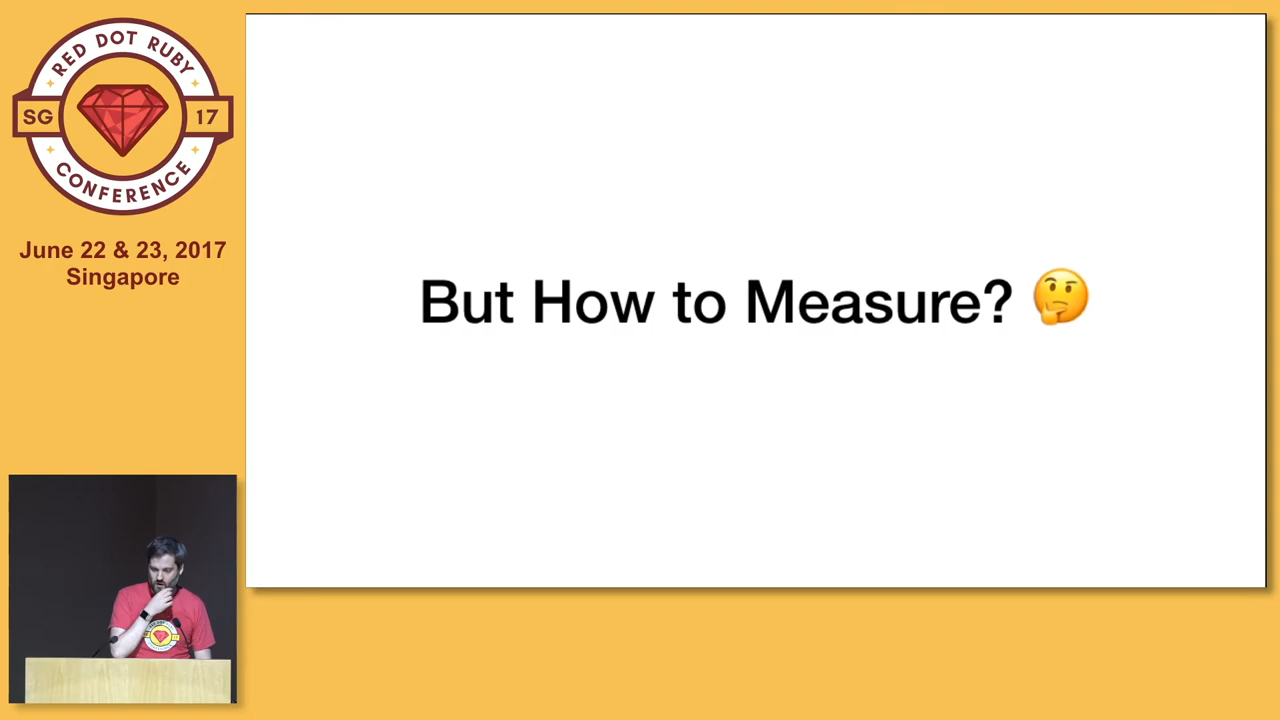 RED DOT RUBY
SG
17
CONFERENCE
June 22 & 23, 2017
Singapore
But How to Measure? 🤔